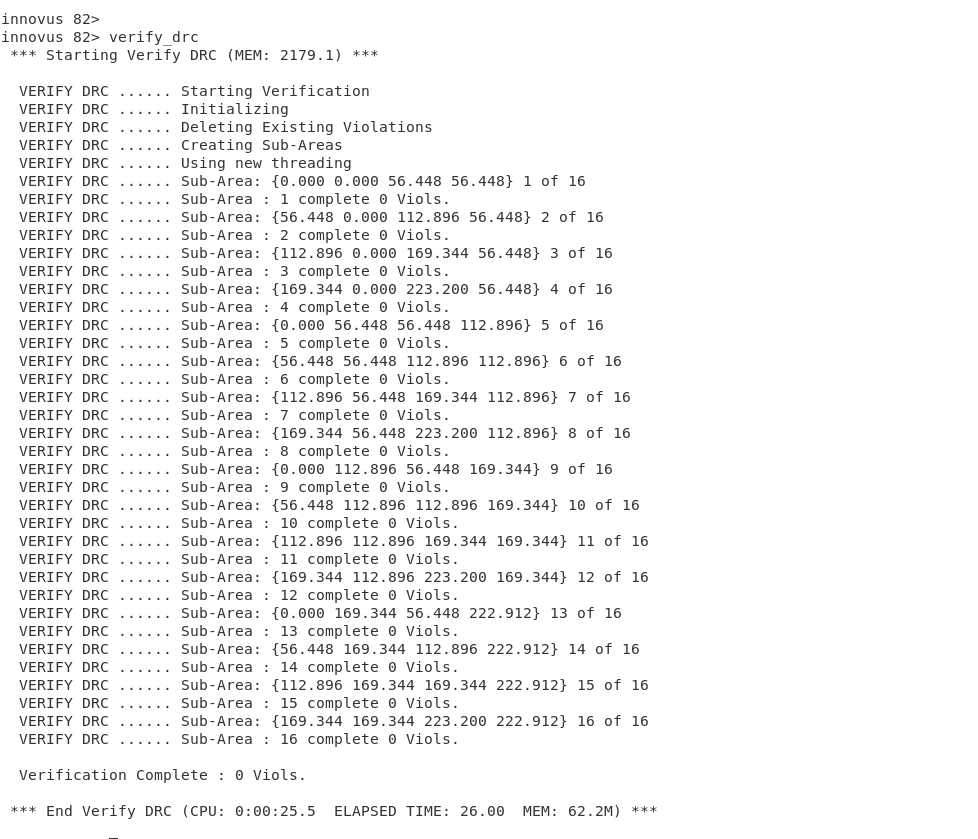 innovus 82>
innovus 82> verify_drc
*** Starting Verify DRC (MEM: 2179.1) ***
VERIFY DRC ...... Starting Verification
VERIFY DRC ...... Initializing
VERIFY DRC ...... Deleting Existing Violations
VERIFY DRC ...... Creating Sub-Areas
VERIFY DRC ...... Using new threading
VERIFY DRC ...... Sub-Area: {0.000 0.000 56.448 56.448} 1 of 16
VERIFY DRC ...... Sub-Area : 1 complete 0 Viols.
VERIFY DRC ...... Sub-Area: {56.448 0.000 112.896 56.448} 2 of 16
VERIFY DRC ...... Sub-Area : 2 complete 0 Viols.
VERIFY DRC ...... Sub-Area: {112.896 0.000 169.344 56.448} 3 of 16
VERIFY DRC ...... Sub-Area : 3 complete 0 Viols.
VERIFY DRC ...... Sub-Area: {169.344 0.000 223.200 56.448} 4 of 16
VERIFY DRC ...... Sub-Area : 4 complete 0 Viols.
VERIFY DRC ...... Sub-Area: {0.000 56.448 56.448 112.896} 5 of 16
VERIFY DRC ...... Sub-Area : 5 complete 0 Viols.
VERIFY DRC ...... Sub-Area: {56.448 56.448 112.896 112.896} 6 of 16
VERIFY DRC ...... Sub-Area : 6 complete 0 Viols.
VERIFY DRC ...... Sub-Area: {112.896 56.448 169.344 112.896} 7 of 16
VERIFY DRC ...... Sub-Area : 7 complete 0 Viols.
VERIFY DRC ...... Sub-Area: {169.344 56.448 223.200 112.896} 8 of 16
VERIFY DRC ...... Sub-Area : 8 complete 0 Viols.
VERIFY DRC ...... Sub-Area: {0.000 112.896 56.448 169.344} 9 of 16
VERIFY DRC ...... Sub-Area : 9 complete 0 Viols.
VERIFY DRC ...... Sub-Area: {56.448 112.896 112.896 169.344} 10 of 16
VERIFY DRC ...... Sub-Area : 10 complete 0 Viols.
VERIFY DRC ...... Sub-Area: {112.896 112.896 169.344 169.344} 11 of 16
VERIFY DRC ...... Sub-Area : 11 complete 0 Viols.
VERIFY DRC ...... Sub-Area: {169.344 112.896 223.200 169.344} 12 of 16
VERIFY DRC ...... Sub-Area : 12 complete 0 Viols.
VERIFY DRC ...... Sub-Area: {0.000 169.344 56.448 222.912} 13 of 16
VERIFY DRC ...... Sub-Area : 13 complete 0 Viols.
VERIFY DRC ...... Sub-Area: {56.448 169.344 112.896 222.912} 14 of 16
VERIFY DRC ...... Sub-Area : 14 complete 0 Viols.
VERIFY DRC ...... Sub-Area: {112.896 169.344 169.344 222.912} 15 of 16
VERIFY DRC ...... Sub-Area : 15 complete 0 Viols.
VERIFY DRC ...... Sub-Area: {169.344 169.344 223.200 222.912} 16 of 16
VERIFY DRC ...... Sub-Area : 16 complete 0 Viols.
Verification Complete : 0 Viols.
*** End Verify DRC (CPU: 0:00:25.5  ELAPSED TIME: 26.00  MEM: 62.2M) ***